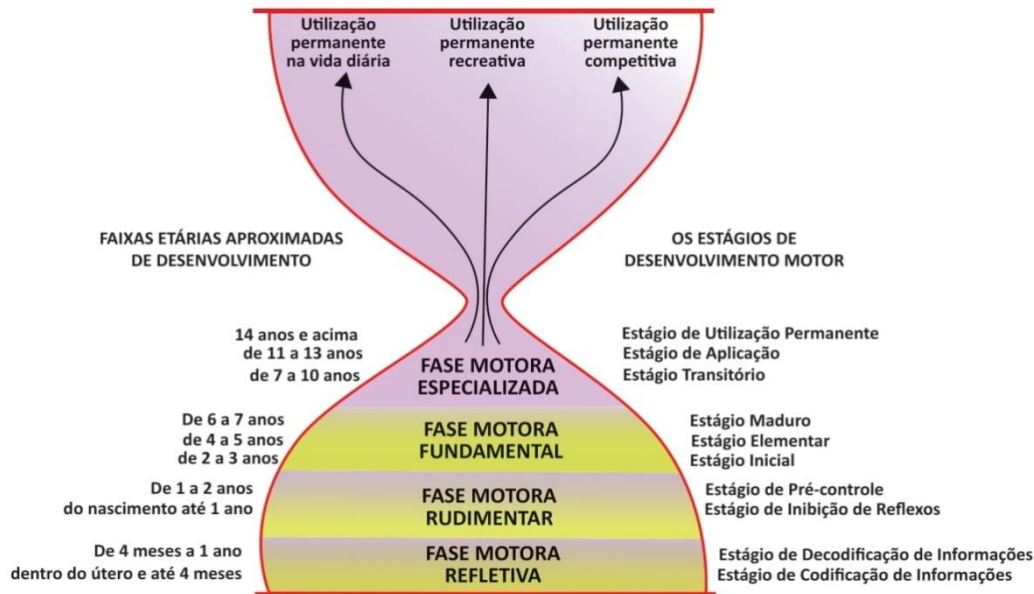 Utilização
permanente
na vida diária
Utilização
permanente
recreativa
Utilização
permanente
competitiva
FAIXAS ETÁRIAS APROXIMADAS
DE DESENVOLVIMENTO
OS ESTÁGIOS DE
DESENVOLVIMENTO MOTOR
14 anos e acima
de 11 a 13 anos
de 7 a 10 anos
FASE MOTORA
ESPECIALIZADA
Estágio de Utilização Permanente
Estágio de Aplicação
Estágio Transitório
De 6 a 7 anos
de 4 a 5 anos
de 2 a 3 anos
FASE MOTORA
FUNDAMENTAL
Estágio Maduro
Estágio Elementar
Estágio Inicial
De 1 a 2 anos
do nascimento até 1 ano
FASE MOTORA
RUDIMENTAR
Estágio de Pré-controle
Estágio de Inibição de Reflexos
De 4 meses a 1 ano
dentro do útero e até 4 meses
FASE MOTORA
REFLETIVA
Estágio de Decodificação de Informações
Estágio de Codificação de Informações